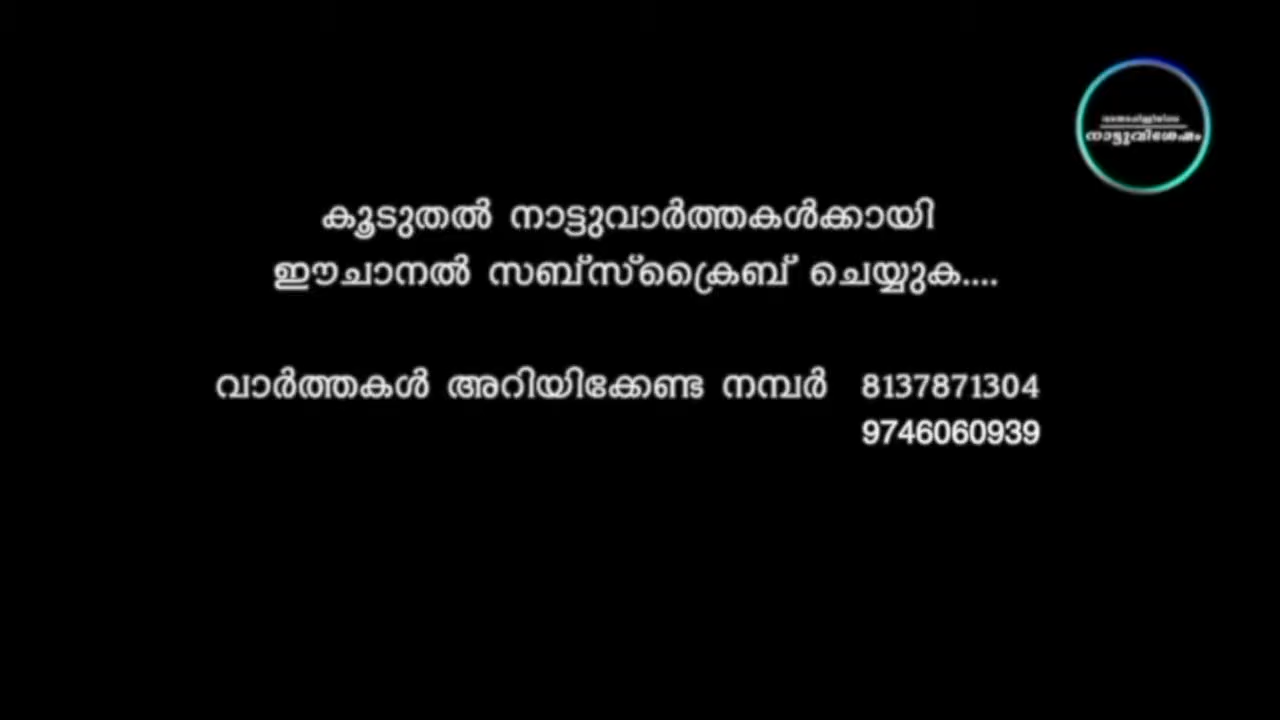 നാട്ടുവിശേഷം
കൂടുതൽ നാട്ടുവാർത്തകൾക്കായി
ഈചാനൽ സബ്സ്ക്രൈബ് ചെയ്യുക....
വാർത്തകൾ അറിയിക്കേണ്ട നമ്പർ 8137871304
9746060939